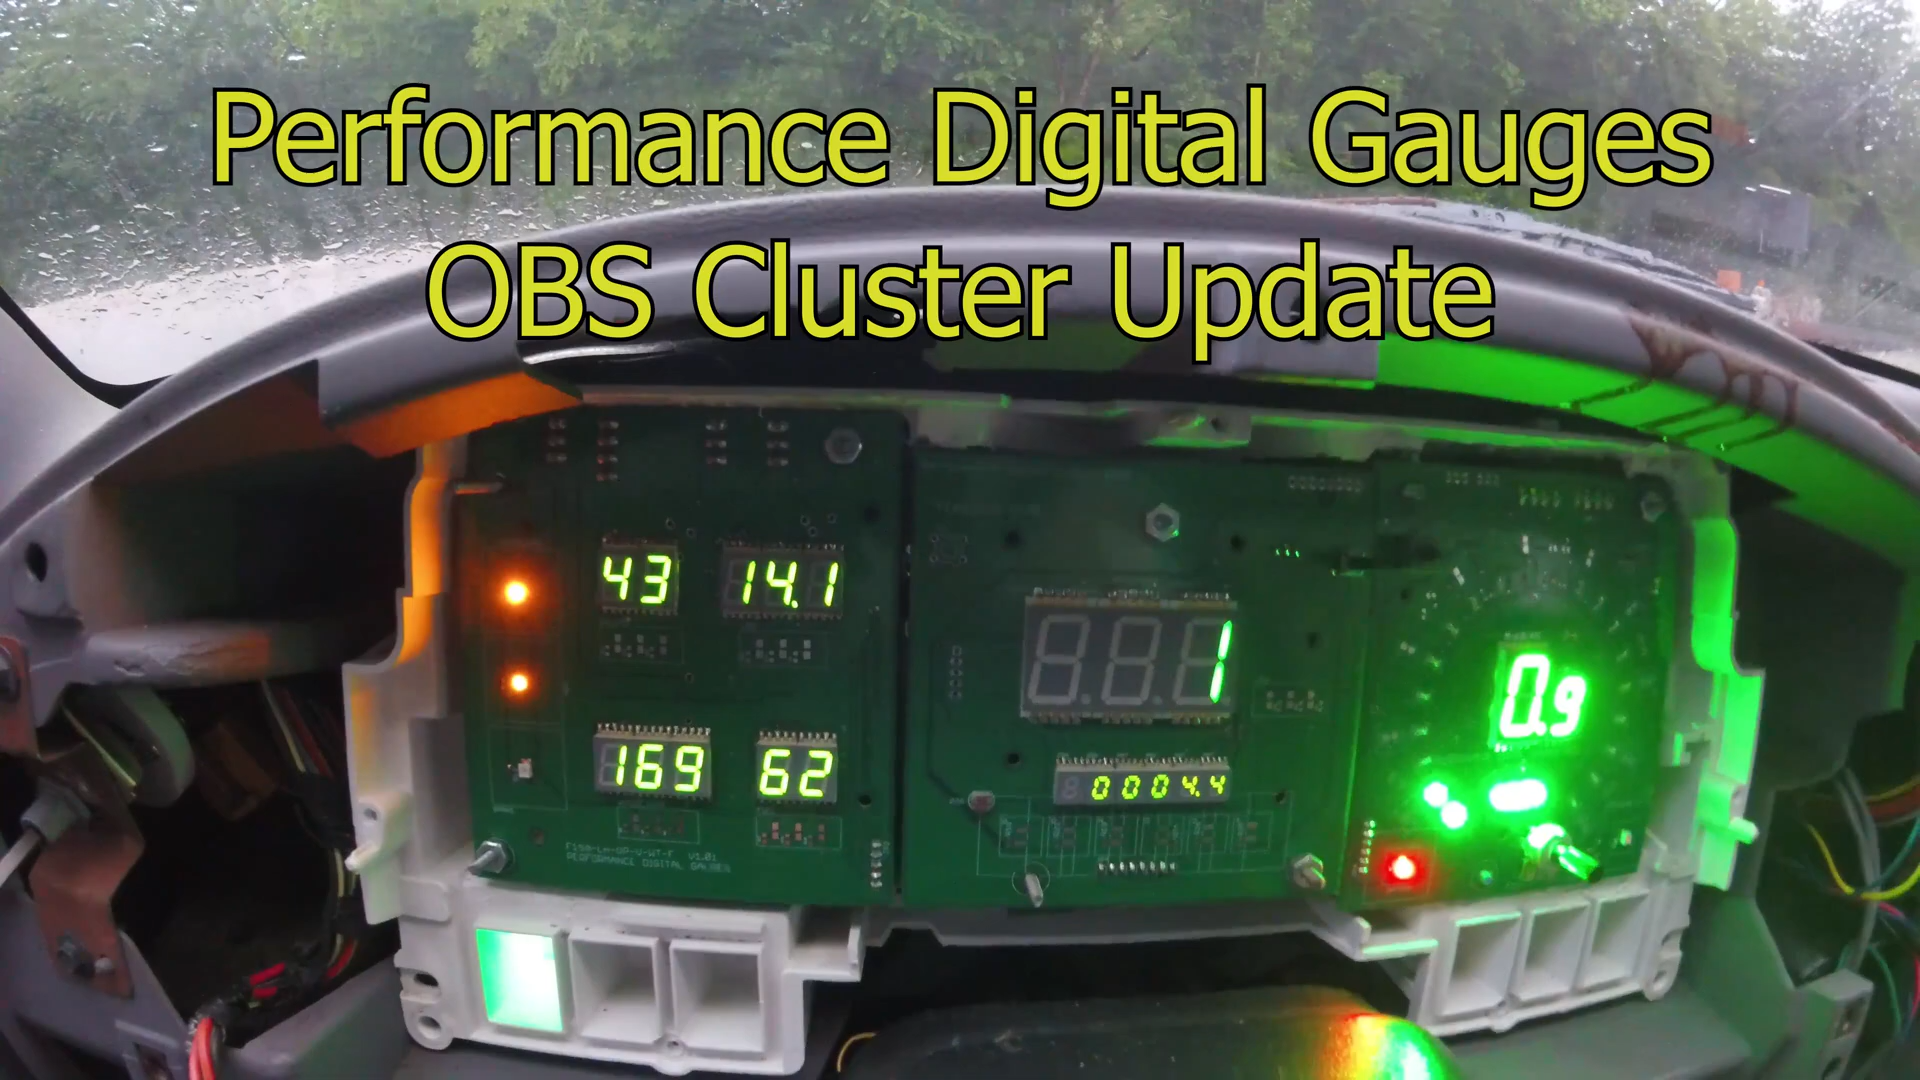 Performance Digital Gauges
OBS Cluster Update
43
14.1
1
0.9
169
62
0004.4
PERFORMANCE DIGITAL GAUGES